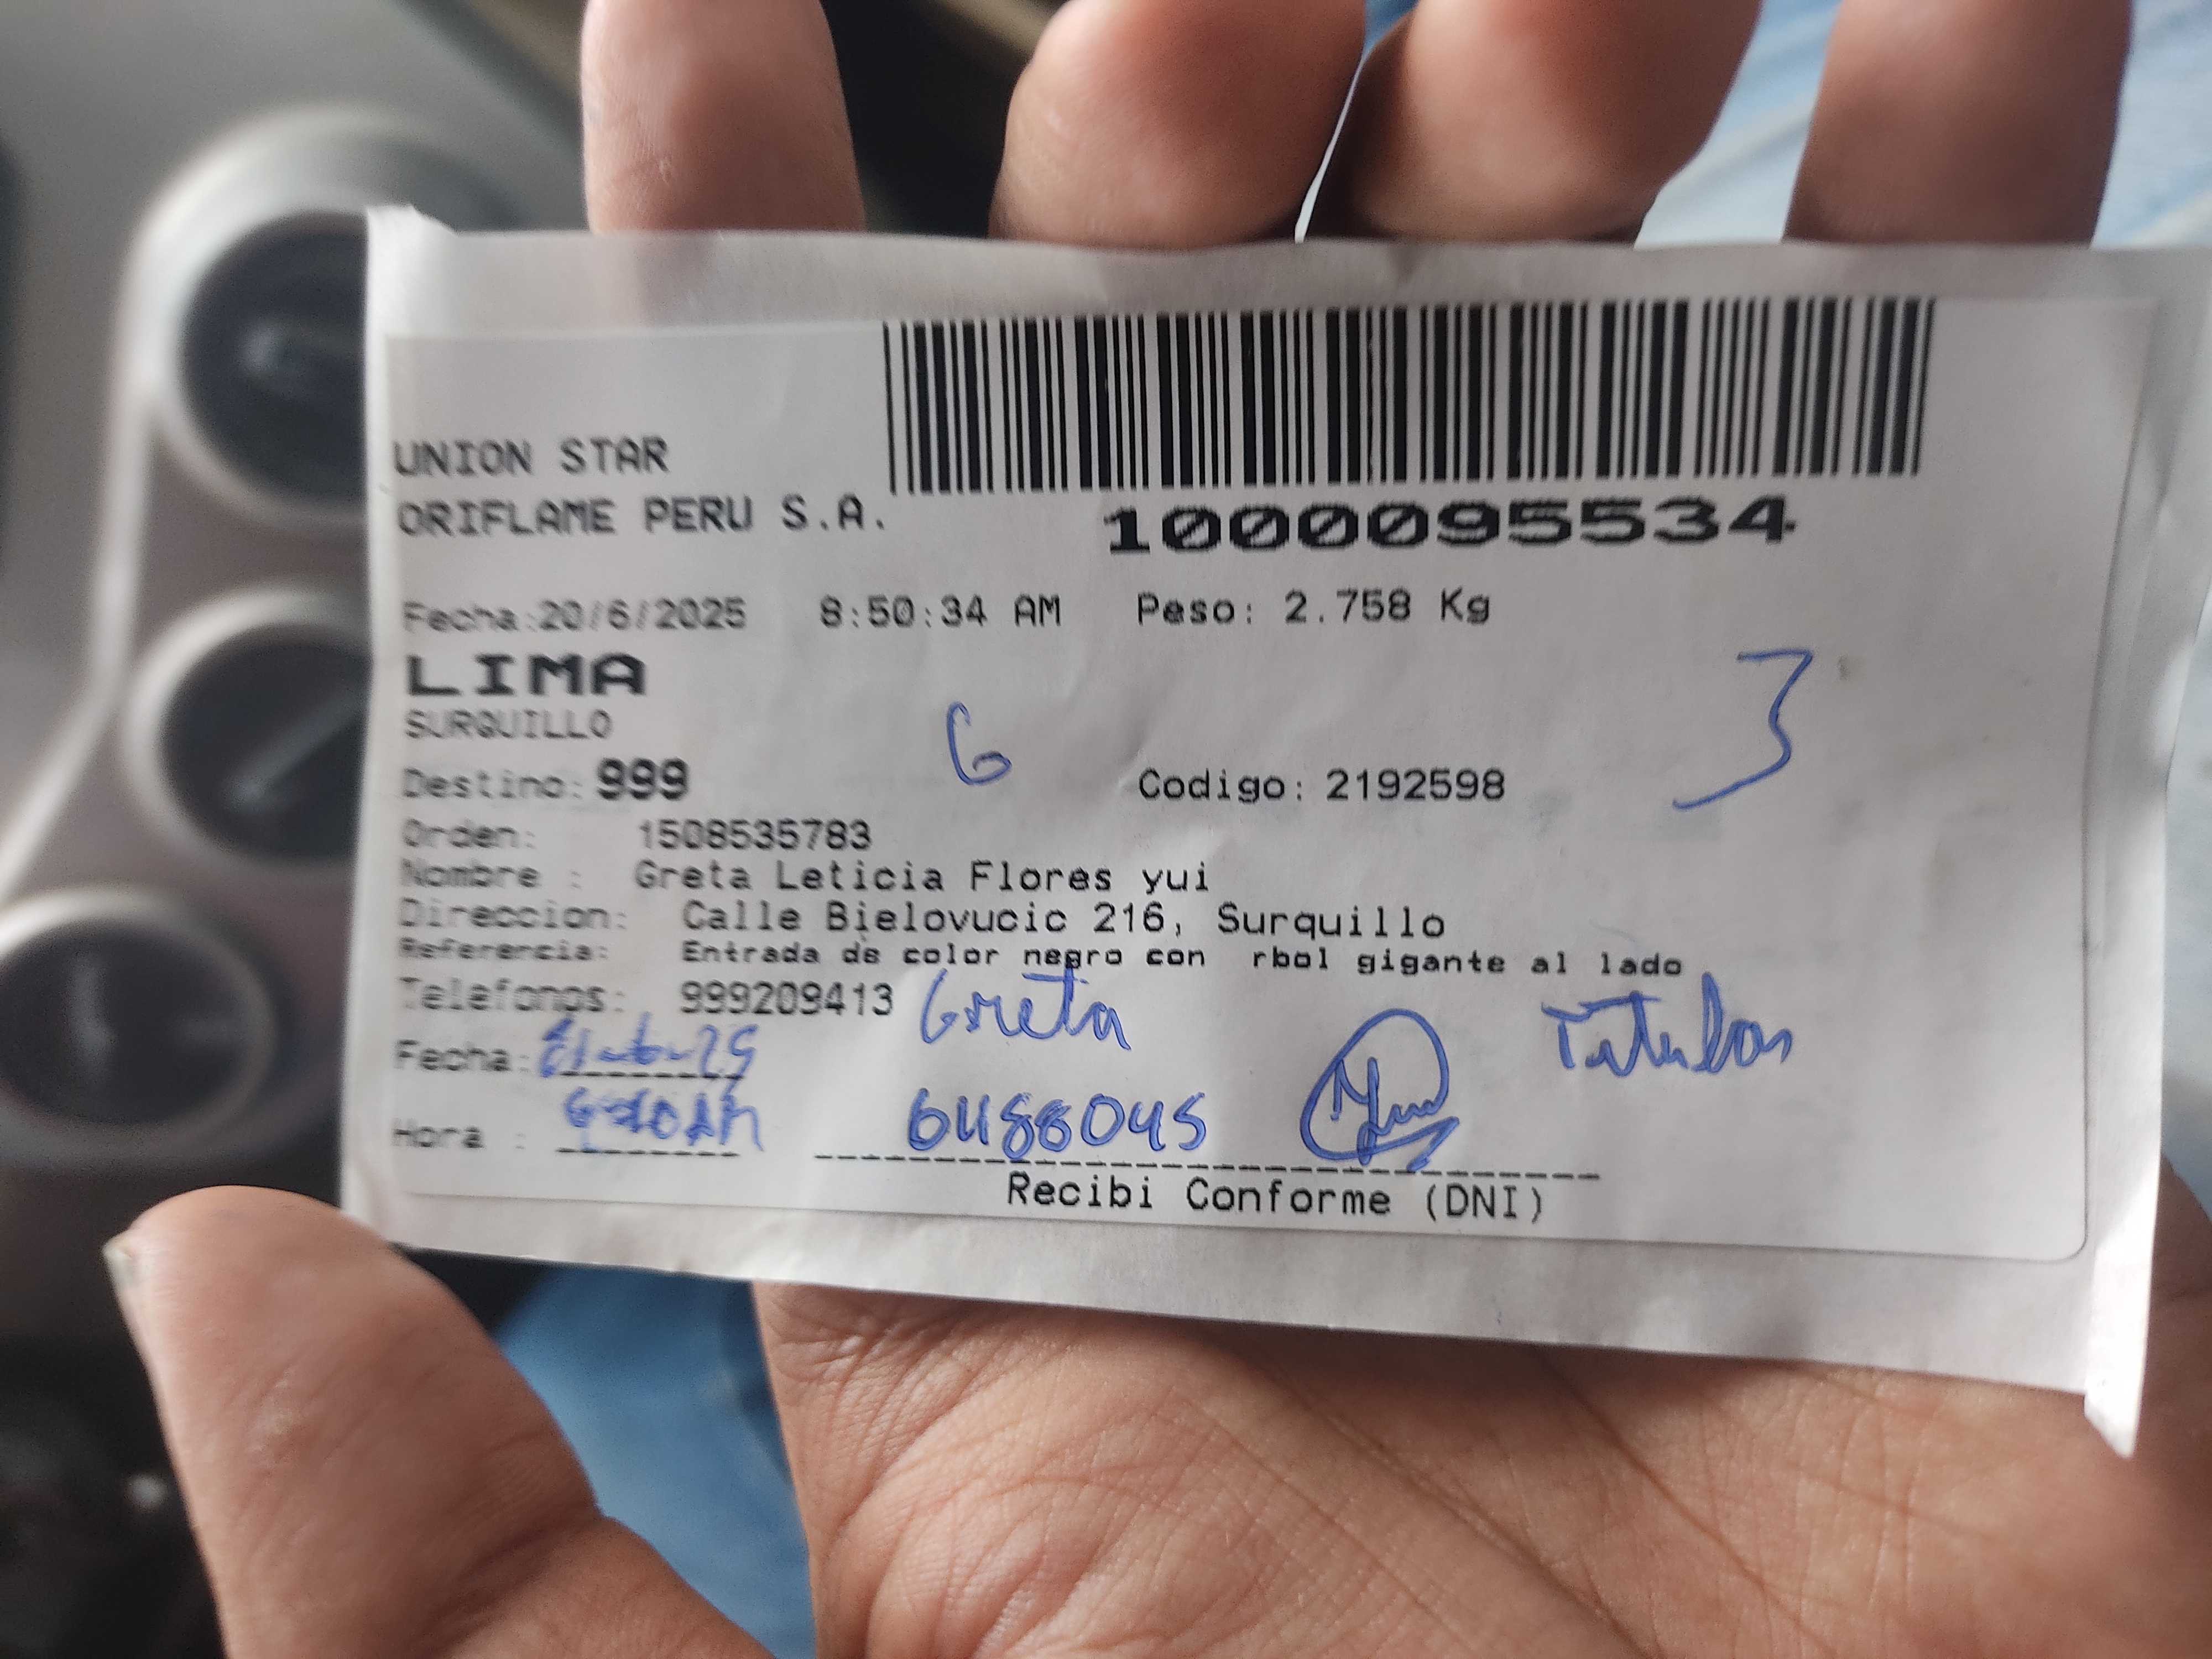 UNION STAR
ORIFLAME PERU S.A.
1000095534
Fecha:20/6/2025 8:50:34 AM Peso: 2.758 Kg
LIMA
SURQUILLO
6
3
Destino: 999 Codigo: 2192598
Orden: 1508535783
Nombre : Greta Leticia Flores yui
Direccion: Calle Bielovucic 216, Surquillo
Referencia: Entrada de color negro con rbol gigante al lado
Telefonos: 999209413 Greta
Titular
Fecha:
Hora :
Recibi Conforme (DNI)